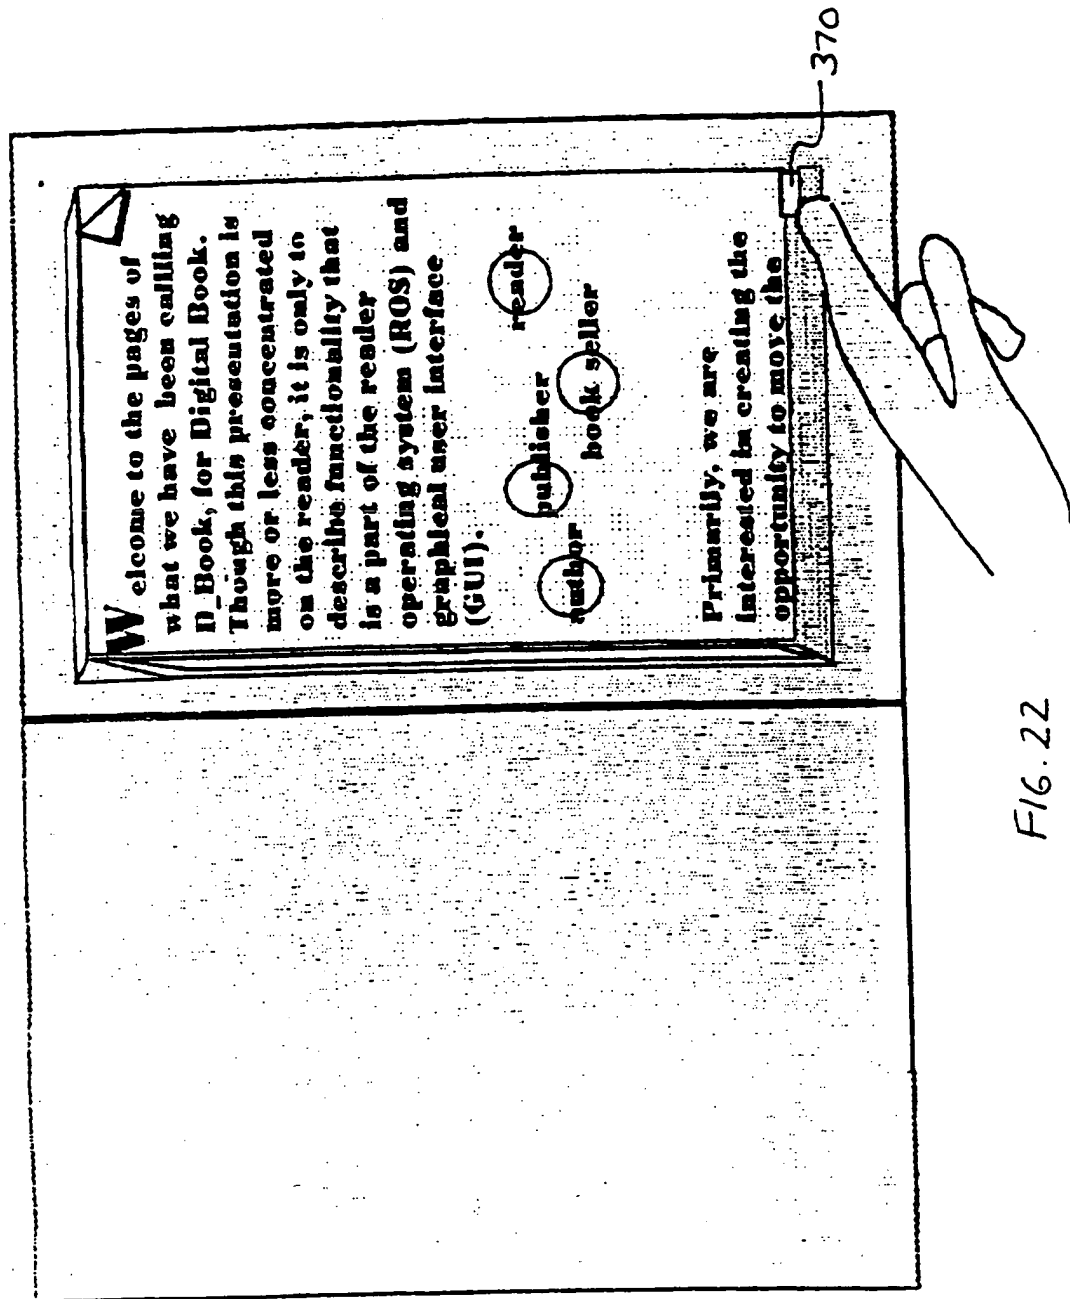 Welcome to the pages of
what we have been callling
D_Book, for Digital Book.
Though this presentation is
more or less concentrated
on the reader, it is only to
describe functionality that
is a part of the reader
operating system (ROS) and
graphical user interface
(GUI).
author
publisher
book seller
reader
Primarily, we are
interested in creating the
opportunity to move the
370
FIG. 22